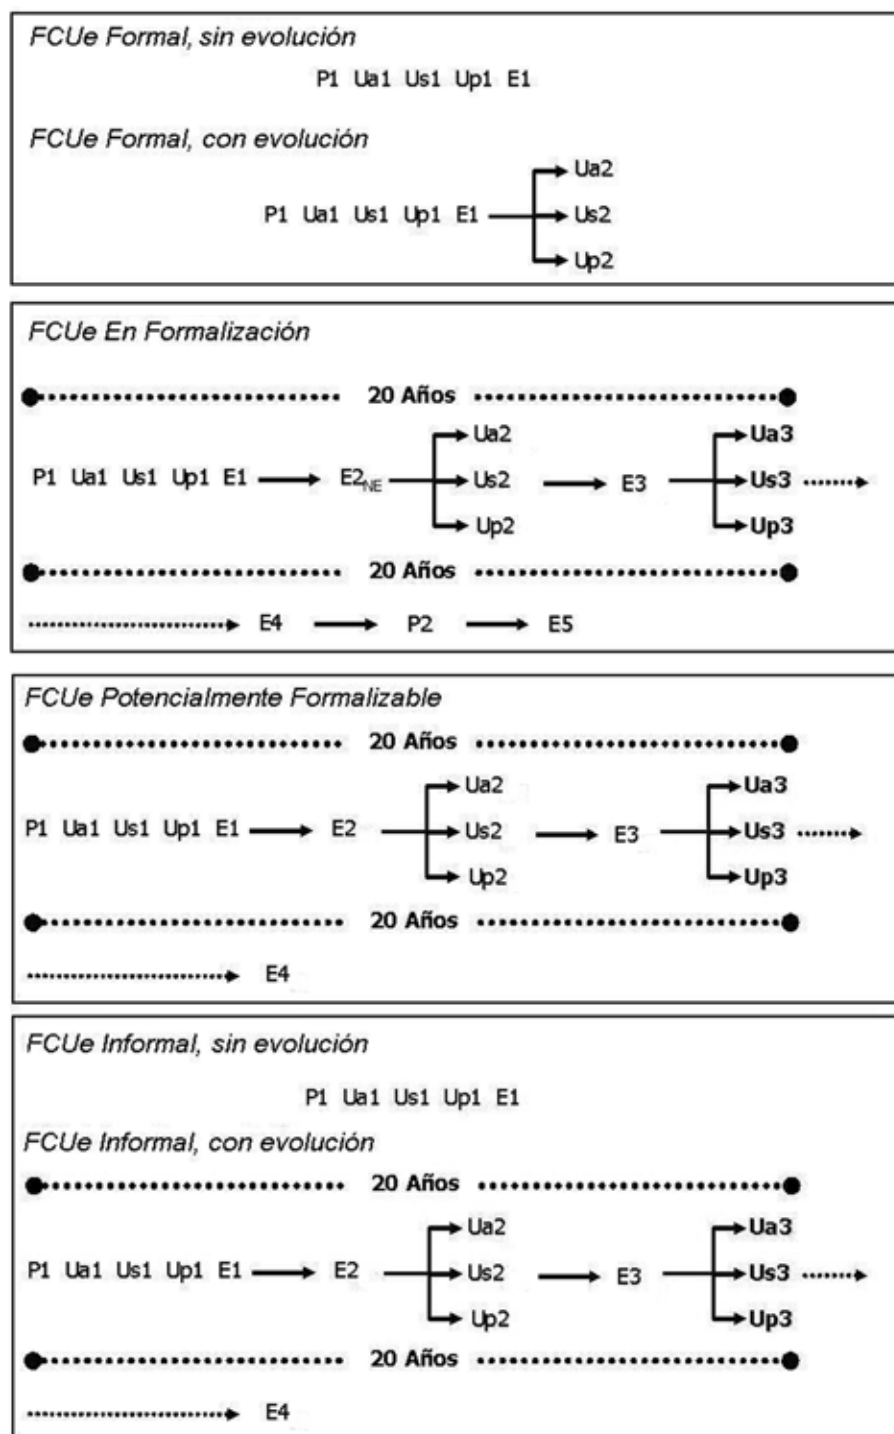 FCUe Formal, sin evolución
P1 Ua1 Us1 Up1 E1
FCUe Formal, con evolución
Ua2
P1 Ua1 Us1 Up1 E1 Us2
Up2
FCUe En Formalización
20 Años
Ua2 Ua3
P1 Ua1 Us1 Up1 E1 E2NE Us2 E3 Us3
Up2 Up3
20 Años
E4 P2 E5
FCUe Potencialmente Formalizable
20 Años
Ua2 Ua3
P1 Ua1 Us1 Up1 E1 E2 Us2 E3 Us3
Up2 Up3
20 Años
E4
FCUe Informal, sin evolución
P1 Ua1 Us1 Up1 E1
FCUe Informal, con evolución
20 Años
Ua2 Ua3
P1 Ua1 Us1 Up1 E1 E2 Us2 E3 Us3
Up2 Up3
20 Años
E4